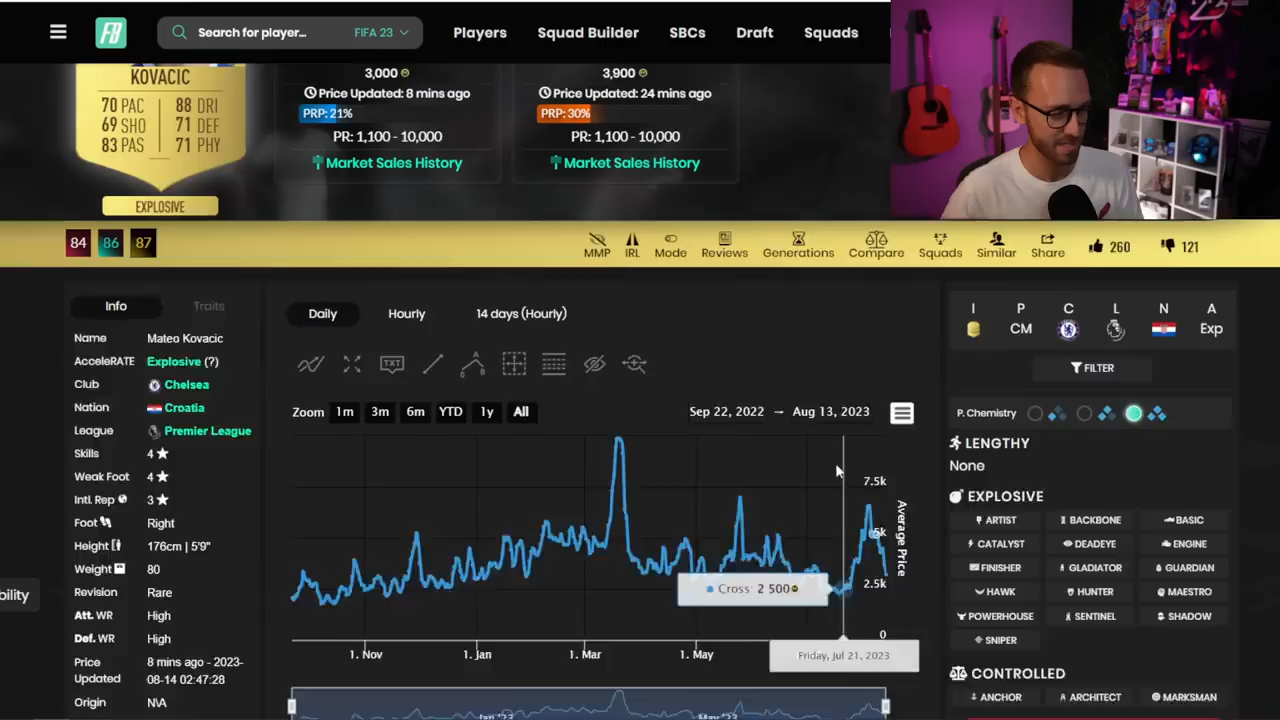 FB
Search for player...
FIFA 23
Players
Squad Builder
SBCs
Draft
Squads
KOVACIC
70 PAC
88 DRI
69 SHO
71 DEF
83 PAS
71 PHY
EXPLOSIVE
3,000
Price Updated: 8 mins ago
PRP: 21%
PR: 1,100 - 10,000
Market Sales History
3,900
Price Updated: 24 mins ago
PRP: 30%
PR: 1,100 - 10,000
Market Sales History
84
86
87
MMP
IRL
Mode
Reviews
Generations
Compare
Squads
Similar
Share
260
121
Info
Traits
Name
Mateo Kovacic
AcceleRATE
Explosive (?)
Club
Chelsea
Nation
Croatia
League
Premier League
Skills
4
Weak Foot
4
Intl. Rep
3
Foot
Right
Height
176cm | 5'9"
Weight
80
Revision
Rare
Att. WR
High
Def. WR
High
Price
Updated
8 mins ago - 2023-
08-14 02:47:28
Origin
N\A
bility
Daily
Hourly
14 days (Hourly)
TXT
Zoom
1m
3m
6m
YTD
1y
All
Sep 22, 2022 → Aug 13, 2023
7.5k
5k
2.5k
0
Average Price
Cross: 2 500
1. Nov
1. Jan
1. Mar
1. May
Friday, Jul 21, 2023
Jan '23
May '23
I
P
C
L
N
A
CM
Exp
FILTER
P. Chemistry
LENGTHY
None
EXPLOSIVE
ARTIST
BACKBONE
BASIC
CATALYST
DEADEYE
ENGINE
FINISHER
GLADIATOR
GUARDIAN
HAWK
HUNTER
MAESTRO
POWERHOUSE
SENTINEL
SHADOW
SNIPER
CONTROLLED
ANCHOR
ARCHITECT
MARKSMAN